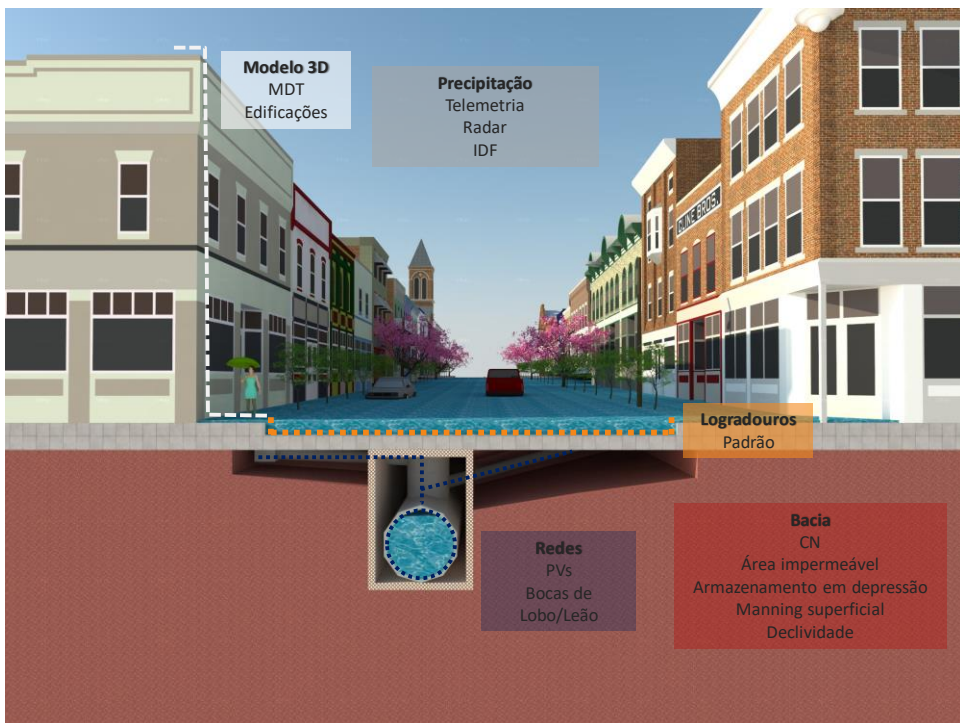 Modelo 3D
MDT
Edificações
Precipitação
Telemetria
Radar
IDF
BROS.
Logradouros
Padrão
Redes
PVs
Bocas de
Lobo/Leão
Bacia
CN
Área impermeável
Armazenamento em depressão
Manning superficial
Declividade